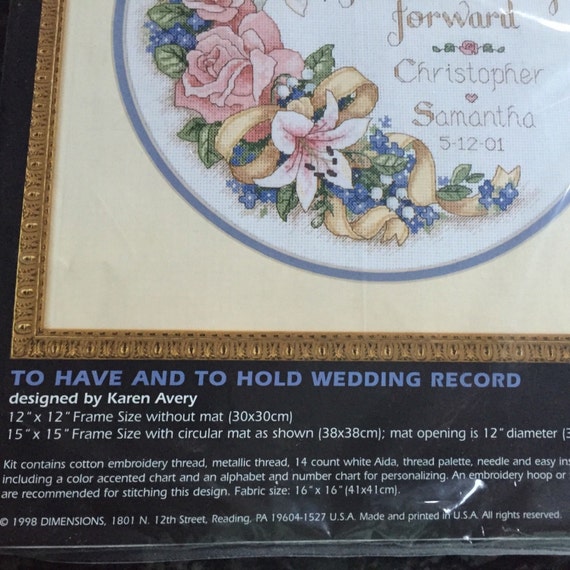 forward
Christopher
Samantha
5-12-01
TO HAVE AND TO HOLD WEDDING RECORD
designed by Karen Avery
12" x 12" Frame Size without mat (30x30cm)
15" x 15" Frame Size with circular mat as shown (38x38cm); mat opening is 12" diameter (3
Kit contains cotton embroidery thread, metallic thread, 14 count white Aida, thread palette, needle and easy ins
including a color accented chart and an alphabet and number chart for personalizing. An embroidery hoop or
are recommended for stitching this design. Fabric size: 16" x 16" (41x41cm).
© 1998 DIMENSIONS, 1801 N. 12th Street, Reading, PA 19604-1527 U.S.A. Made and printed in U.S.A. All rights reserved.